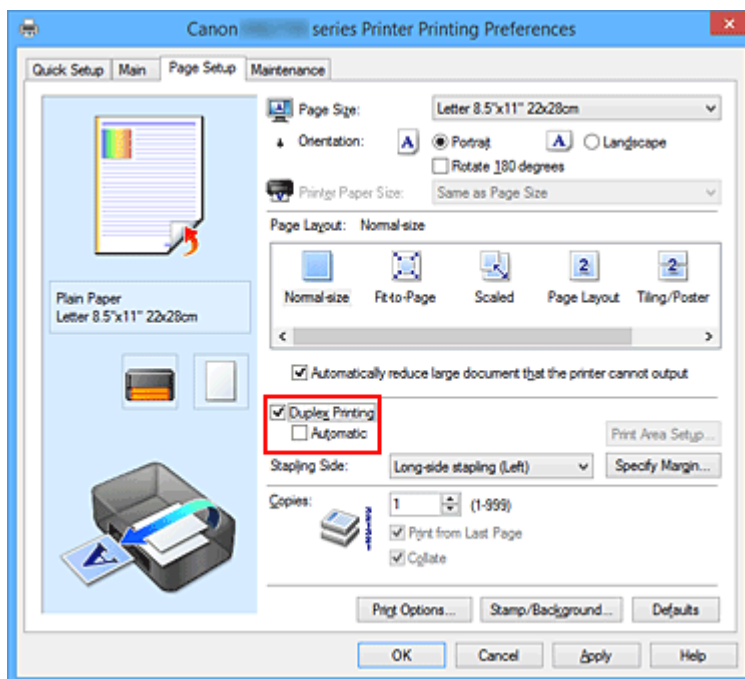 Canon series Printer Printing Preferences
Quick Setup Main Page Setup Maintenance
Page Size: Letter 8.5"x11" 22x28cm
Orientation: A Portrait A Landscape
Rotate 180 degrees
Printer Paper Size: Same as Page Size
Page Layout: Normal-size
Normal-size Fit-to-Page Scaled Page Layout Tiling/Poster
Plain Paper
Letter 8.5"x11" 22x28cm
Automatically reduce large document that the printer cannot output
Duplex Printing
Automatic
Print Area Setup...
Stapling Side: Long-side stapling (Left) Specify Margin...
Copies: 1 (1-999)
Print from Last Page
Collate
Print Options... Stamp/Background... Defaults
OK Cancel Apply Help